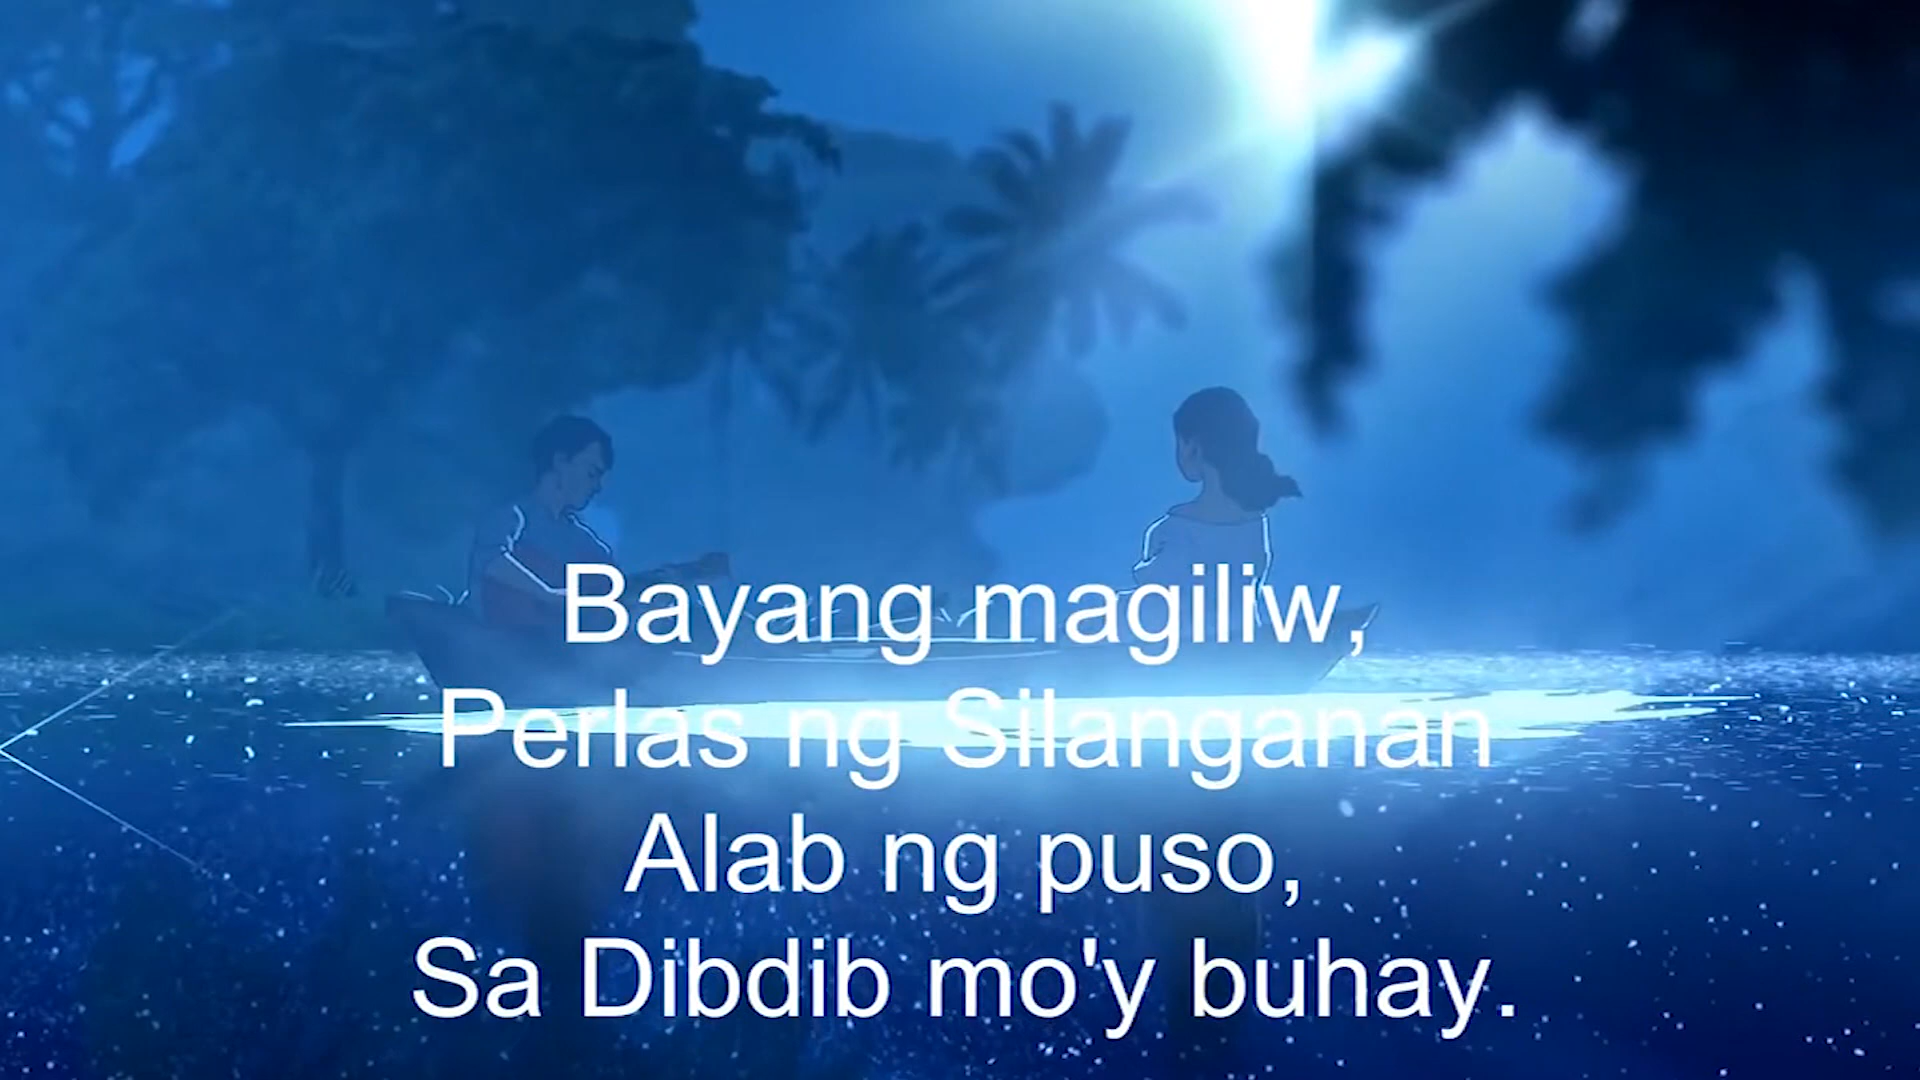 Bayang magiliw,
Perlas ng Silanganan
Alab ng puso,
Sa Dibdib mo'y buhay.